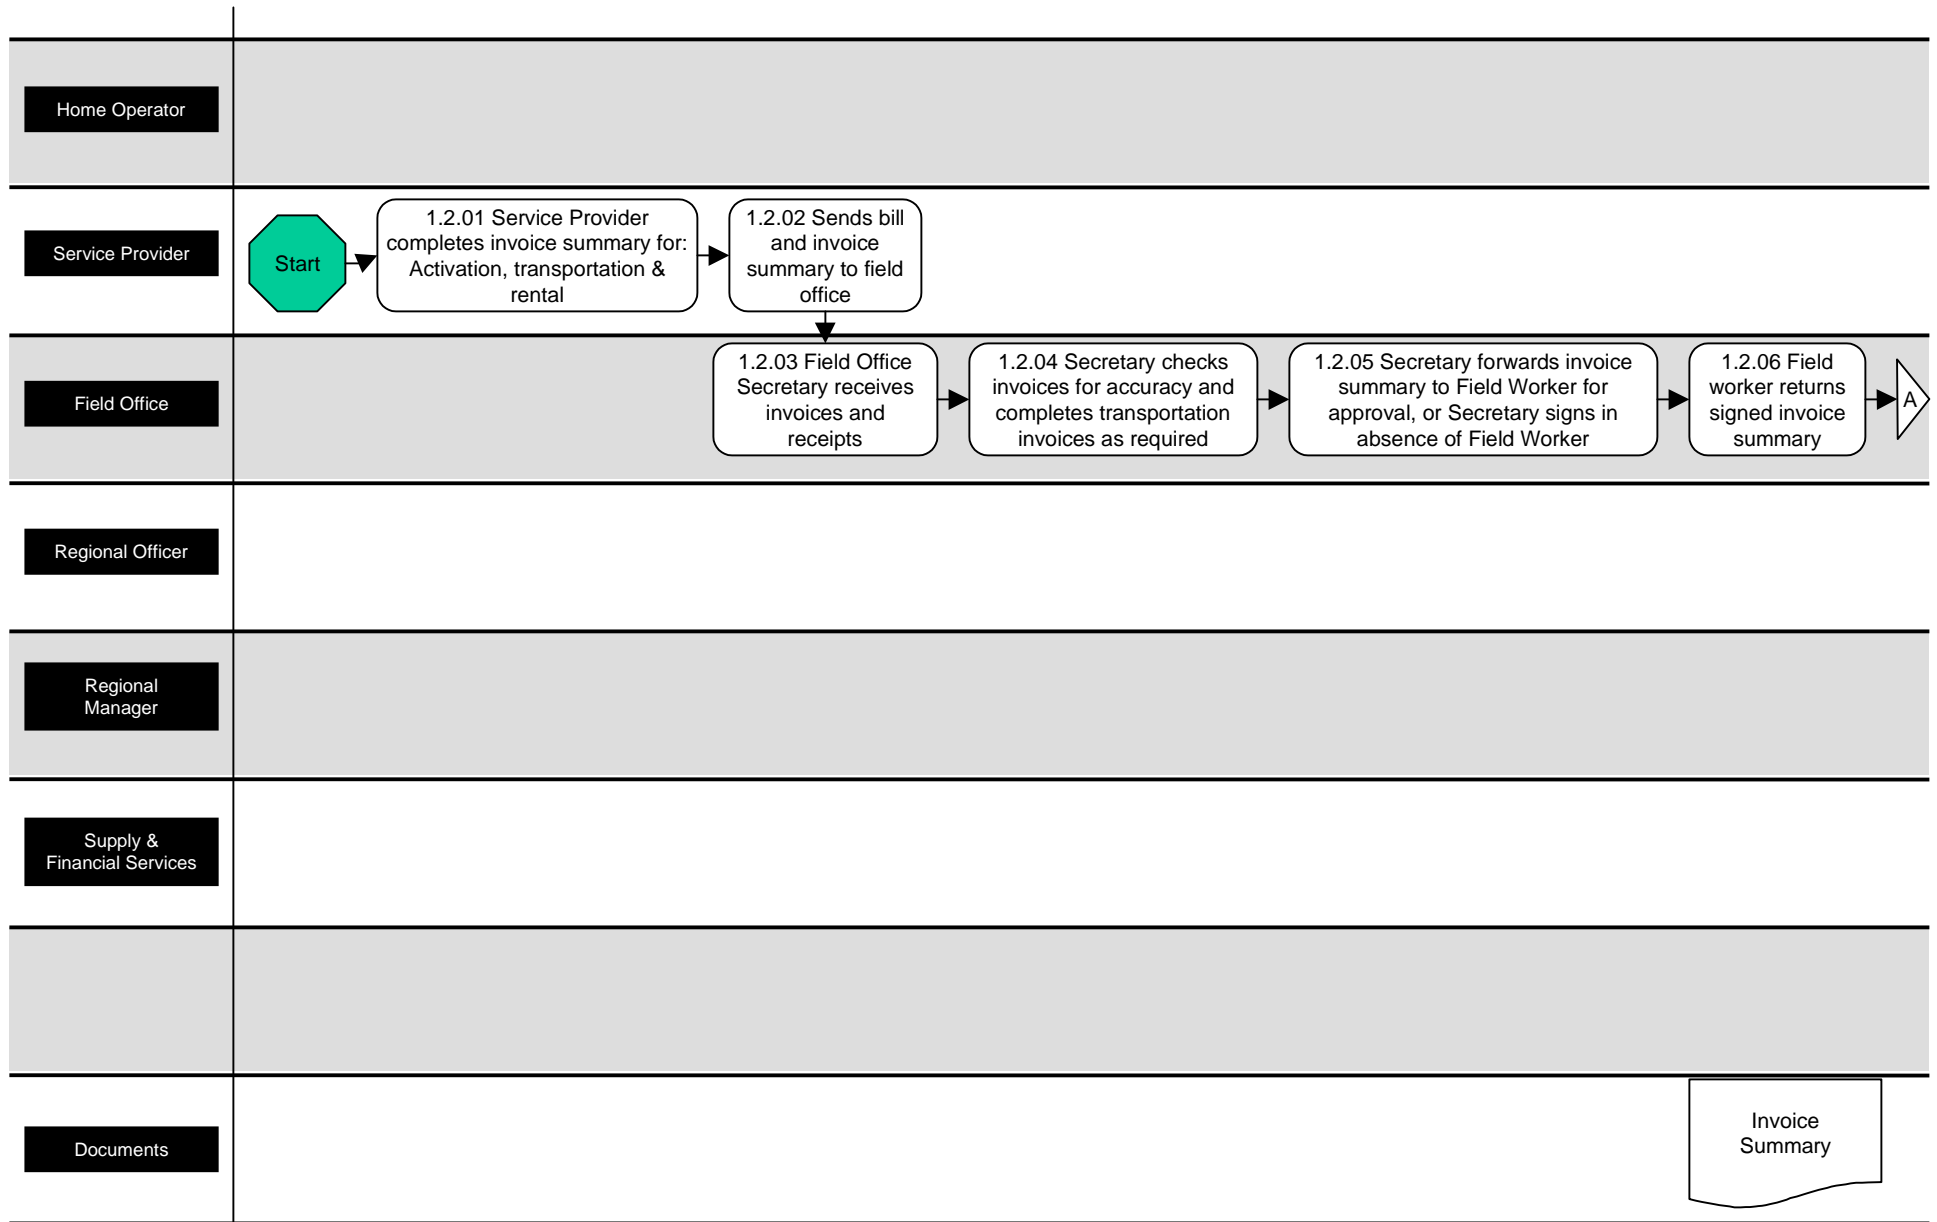 Home Operator
Service Provider
Start
1.2.01 Service Provider
completes invoice summary for:
Activation, transportation &
rental
1.2.02 Sends bill
and invoice
summary to field
office
Field Office
1.2.03 Field Office
Secretary receives
invoices and
receipts
1.2.04 Secretary checks
invoices for accuracy and
completes transportation
invoices as required
1.2.05 Secretary forwards invoice
summary to Field Worker for
approval, or Secretary signs in
absence of Field Worker
1.2.06 Field
worker returns
signed invoice
summary
A
Regional Officer
Regional
Manager
Supply &
Financial Services
Documents
Invoice
Summary